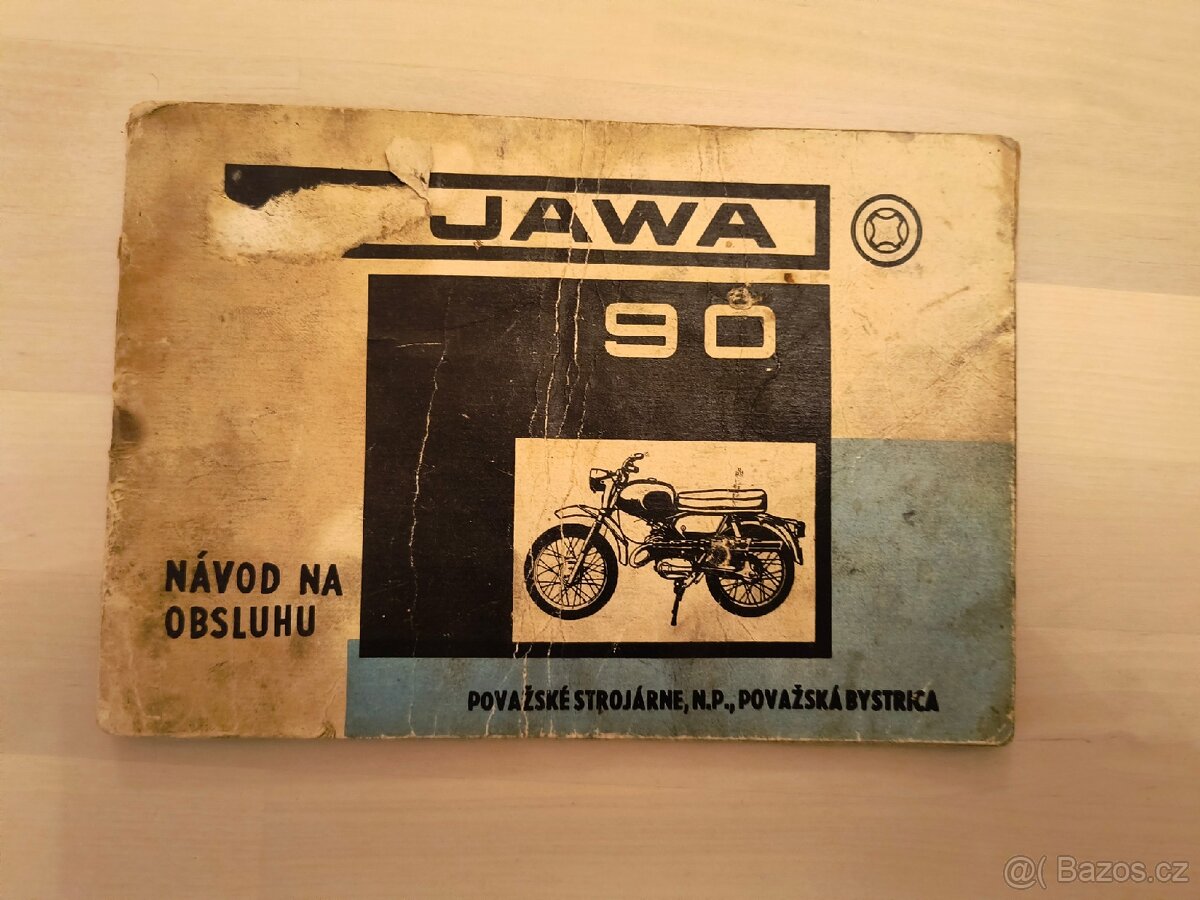 JAWA
90
NÁVOD NA
OBSLUHU
POVAŽSKÉ STROJÁRNE, N.P., POVAŽSKÁ BYSTRICA
@( Bazos.cz